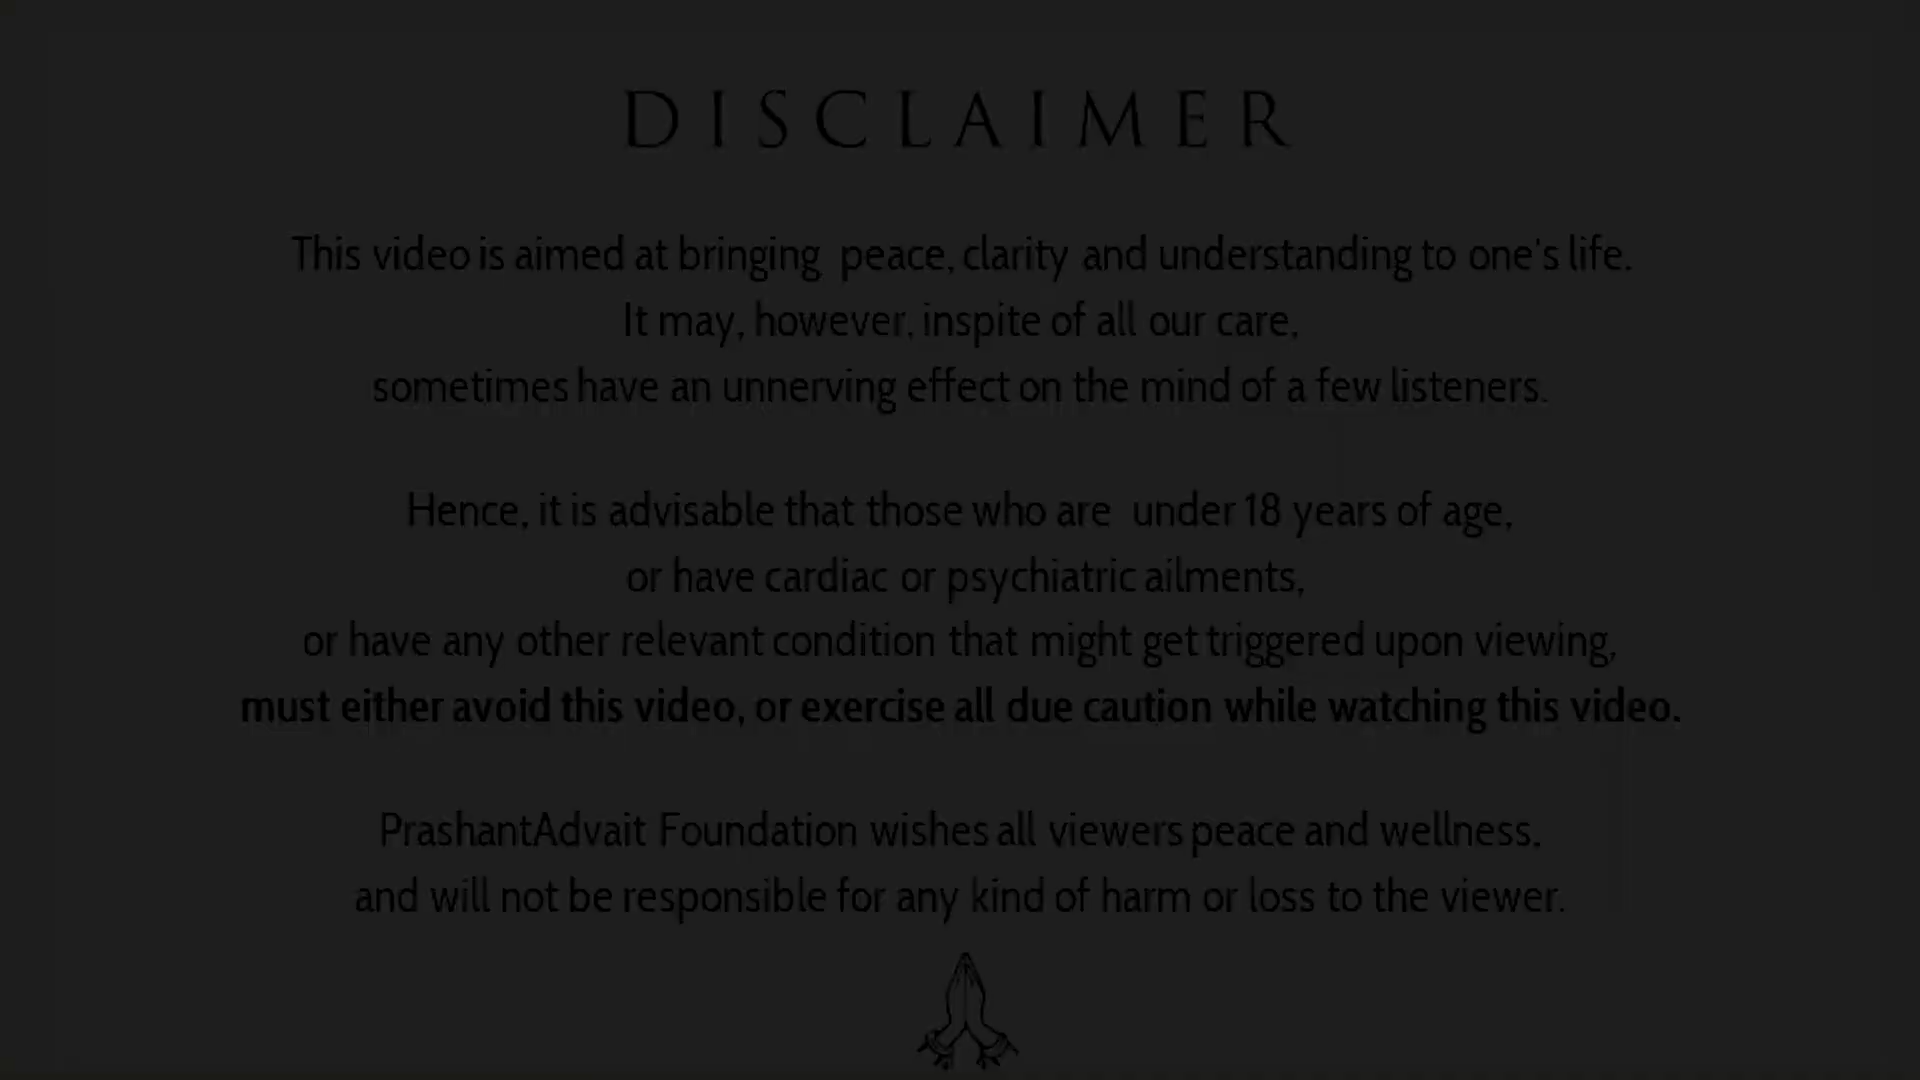 DISCLAIMER
This video is aimed at bringing peace, clarity and understanding to one's life.
It may, however, inspite of all our care,
sometimes have an unnerving effect on the mind of a few listeners.
Hence, it is advisable that those who are under 18 years of age,
or have cardiac or psychiatric ailments,
or have any other relevant condition that might get triggered upon viewing,
must either avoid this video, or exercise all due caution while watching this video.
PrashantAdvait Foundation wishes all viewers peace and wellness,
and will not be responsible for any kind of harm or loss to the viewer.